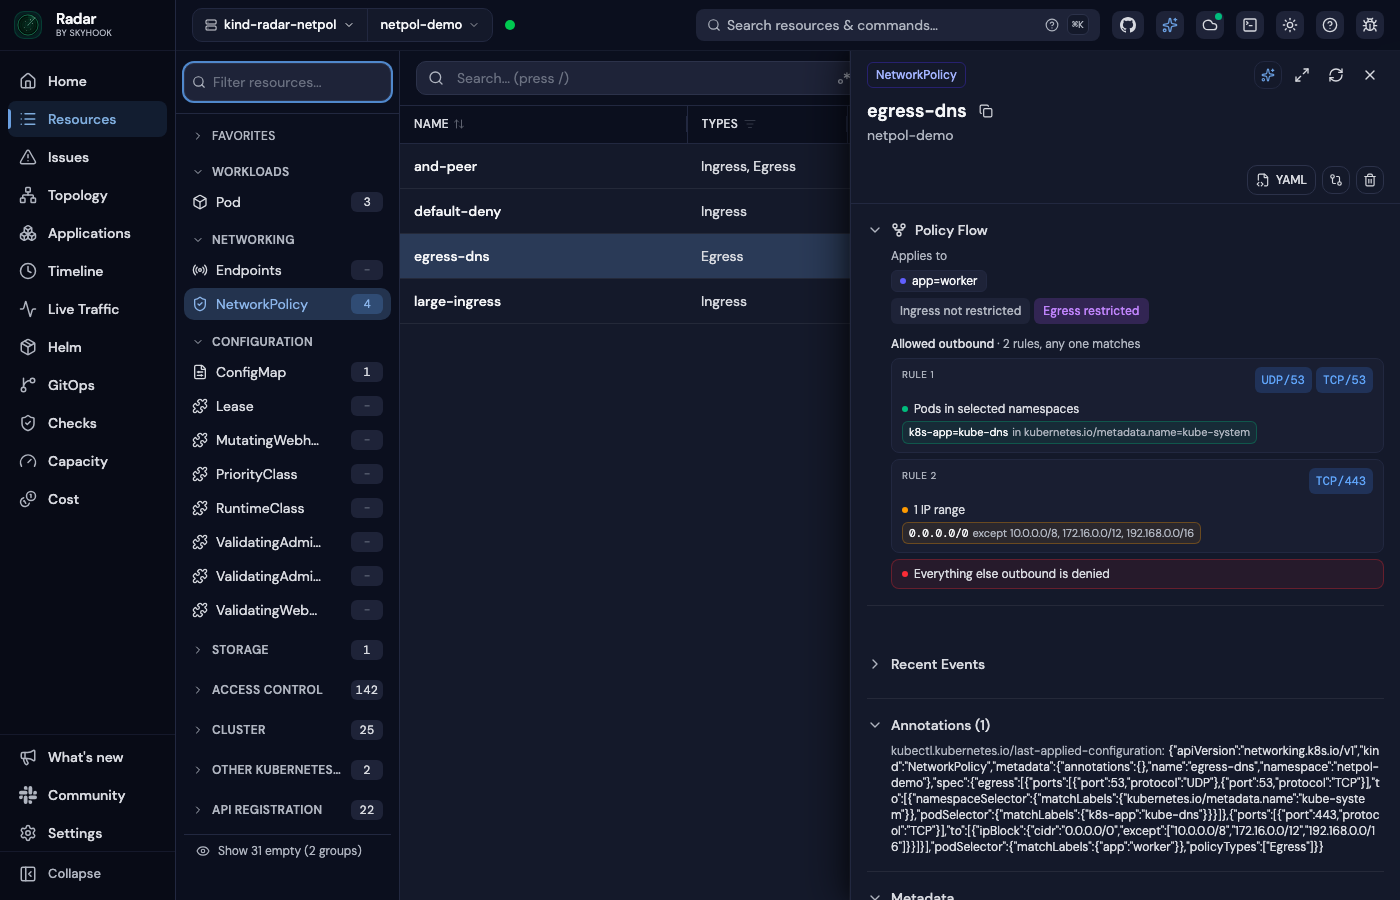 Radar
BY SKYHOOK
kind-radar-netpol
netpol-demo
Search resources & commands...
⌘K
Home
Resources
Issues
Topology
Applications
Timeline
Live Traffic
Helm
GitOps
Checks
Capacity
Cost
What's new
Community
Settings
Collapse
Filter resources...
FAVORITES
WORKLOADS
Pod 3
NETWORKING
Endpoints -
NetworkPolicy 4
CONFIGURATION
ConfigMap 1
Lease -
MutatingWebh... -
PriorityClass -
RuntimeClass -
ValidatingAdmi... -
ValidatingAdmi... -
ValidatingWeb... -
STORAGE 1
ACCESS CONTROL 142
CLUSTER 25
OTHER KUBERNETES... 2
API REGISTRATION 22
Show 31 empty (2 groups)
Search... (press /)
.*
NAME TYPES
and-peer Ingress, Egress
default-deny Ingress
egress-dns Egress
large-ingress Ingress
NetworkPolicy
egress-dns
netpol-demo
YAML
Policy Flow
Applies to
app=worker
Ingress not restricted Egress restricted
Allowed outbound · 2 rules, any one matches
RULE 1 UDP/53 TCP/53
Pods in selected namespaces
k8s-app=kube-dns in kubernetes.io/metadata.name=kube-system
RULE 2 TCP/443
1 IP range
0.0.0.0/0 except 10.0.0.0/8, 172.16.0.0/12, 192.168.0.0/16
Everything else outbound is denied
Recent Events
Annotations (1)
kubectl.kubernetes.io/last-applied-configuration: {"apiVersion":"networking.k8s.io/v1","kin
d":"NetworkPolicy","metadata":{"annotations":{},"name":"egress-dns","namespace":"netpol-
demo"},"spec":{"egress":[{"ports":[{"port":53,"protocol":"UDP"},{"port":53,"protocol":"TCP"}],"t
o":[{"namespaceSelector":{"matchLabels":{"kubernetes.io/metadata.name":"kube-syste
m"}},"podSelector":{"matchLabels":{"k8s-app":"kube-dns"}}}]},{"ports":[{"port":443,"protoc
ol":"TCP"}],"to":[{"ipBlock":{"cidr":"0.0.0.0/0","except":["10.0.0.0/8","172.16.0.0/12","192.168.0.0/1
6"]}}]}],"podSelector":{"matchLabels":{"app":"worker"}},"policyTypes":["Egress"]}}
Metadata